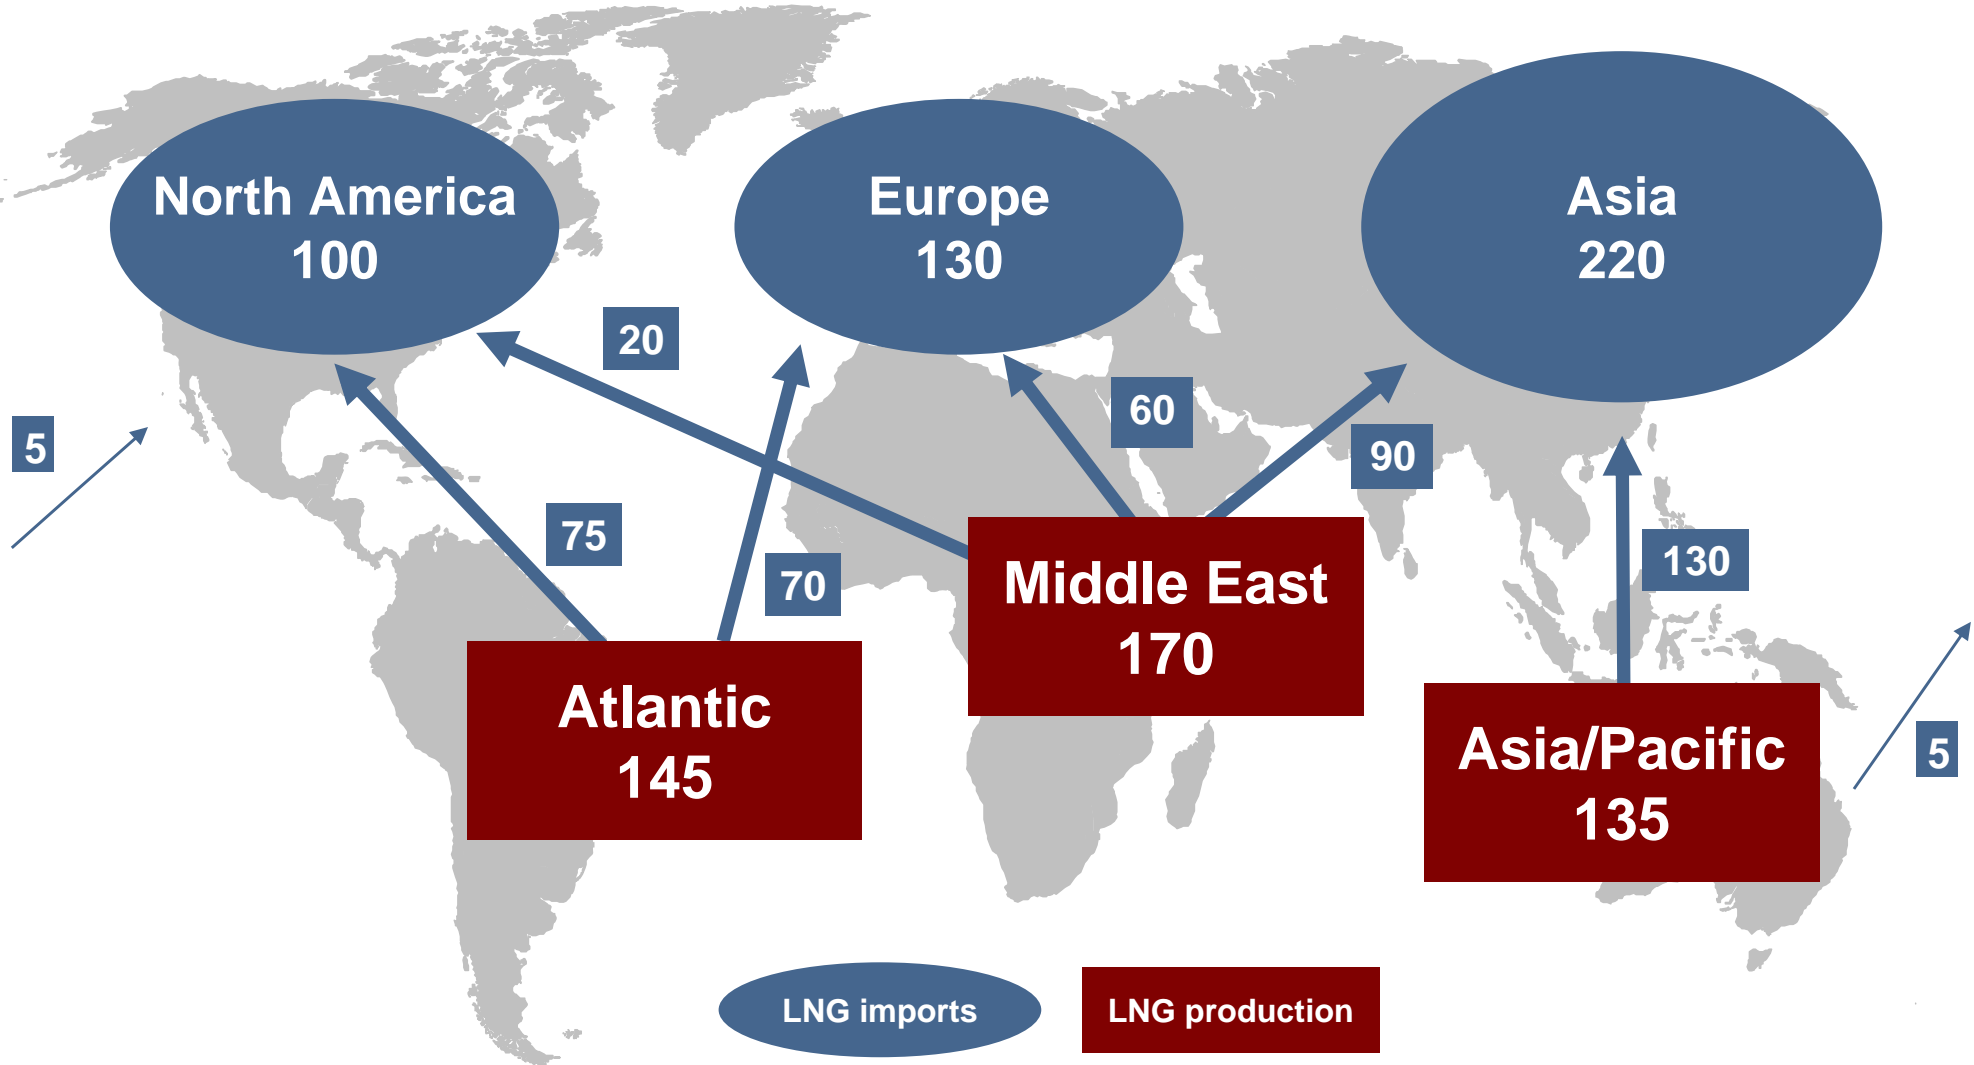 North America
100
Europe
130
Asia
220
20
60
90
5
75
70
130
Middle East
170
Atlantic
145
Asia/Pacific
135
5
LNG imports
LNG production